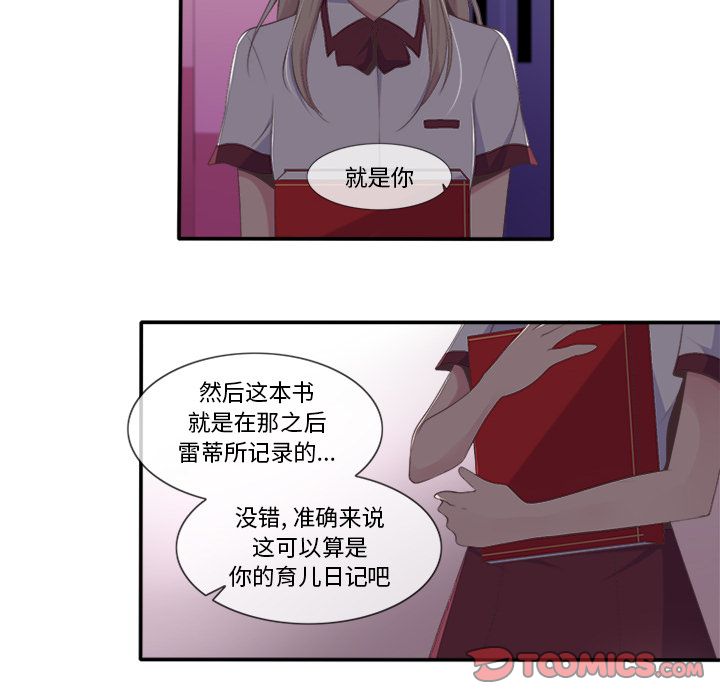 就是你
然后这本书
就是在那之后
雷蒂所记录的...
没错, 准确来说
这可以算是
你的育儿日记吧
DTOOMICS.COM